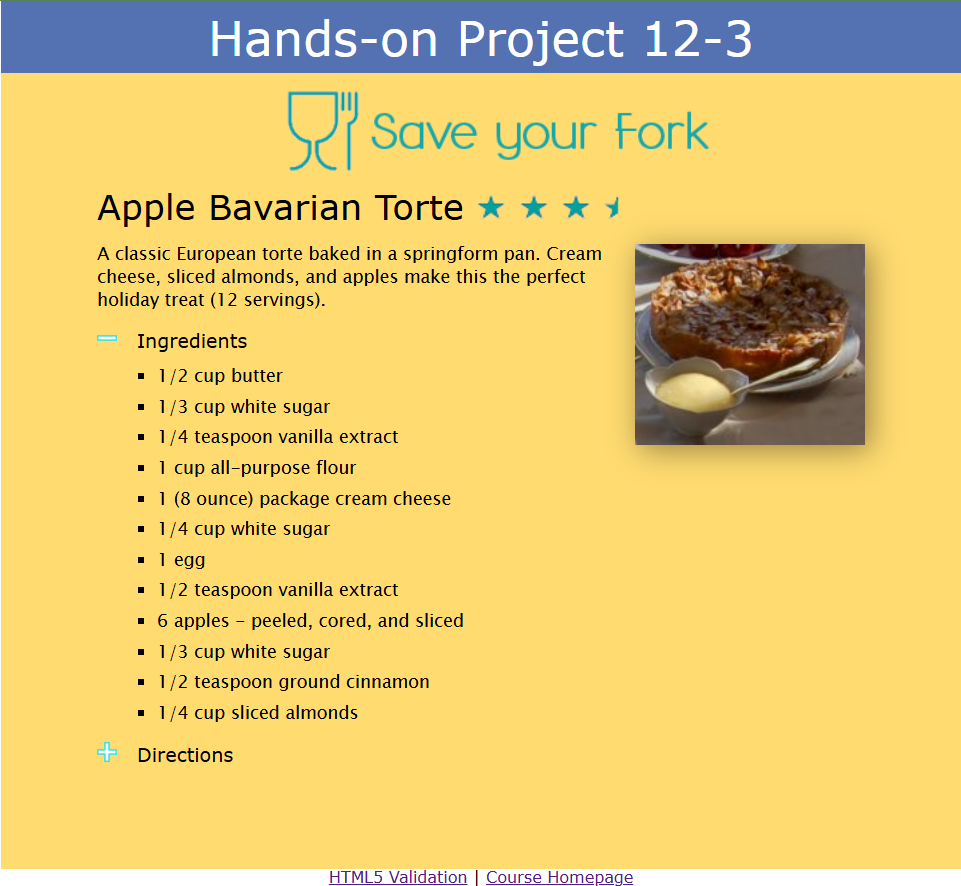 Hands-on Project 12-3
Save your Fork
Apple Bavarian Torte
A classic European torte baked in a springform pan. Cream
cheese, sliced almonds, and apples make this the perfect
holiday treat (12 servings).
Ingredients
1/2 cup butter
1/3 cup white sugar
1/4 teaspoon vanilla extract
1 cup all-purpose flour
1 (8 ounce) package cream cheese
1/4 cup white sugar
1 egg
1/2 teaspoon vanilla extract
6 apples - peeled, cored, and sliced
1/3 cup white sugar
1/2 teaspoon ground cinnamon
1/4 cup sliced almonds
Directions
HTML5 Validation | Course Homepage